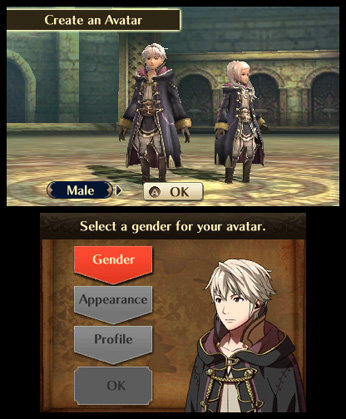 Create an Avatar
Male
A OK
Select a gender for your avatar.
Gender
Appearance
Profile
OK